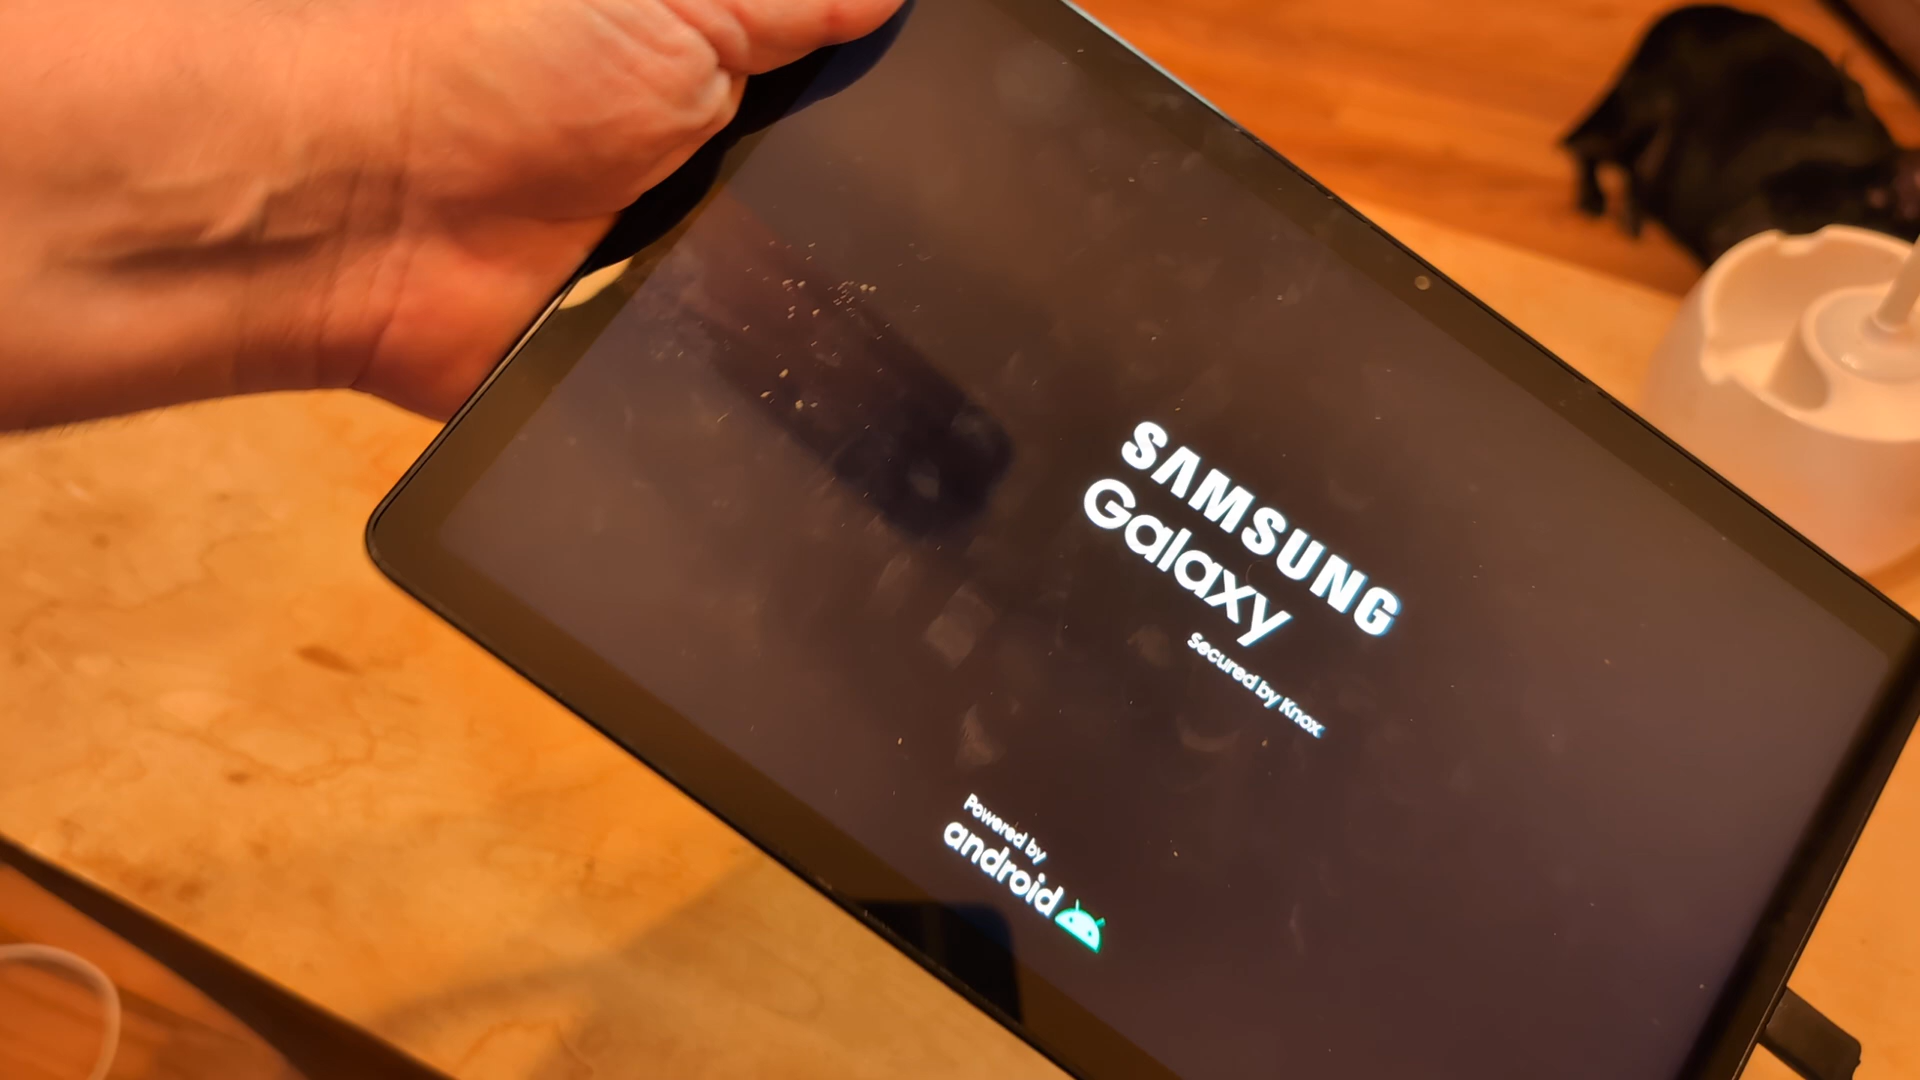 SAMSUNG
Galaxy
Secured by Knox
Powered by
android